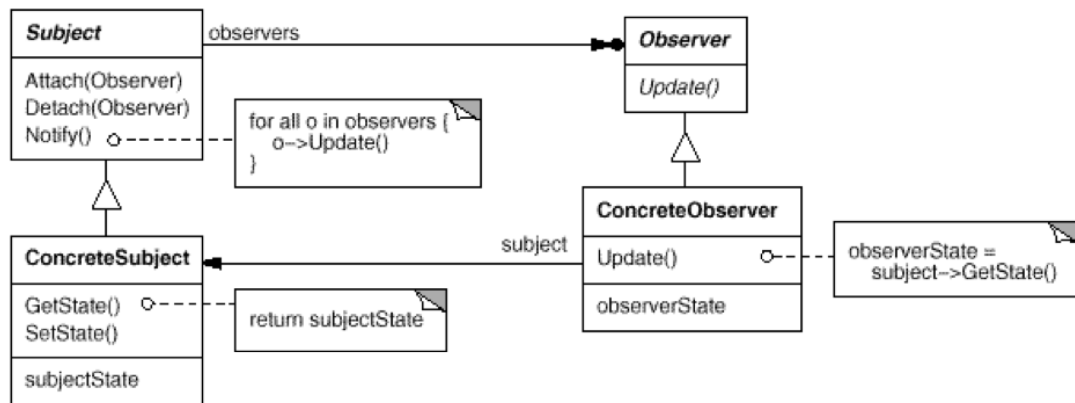 Subject
observers
Observer
Attach(Observer)
Detach(Observer)
Notify()
for all o in observers {
o->Update()
}
Update()
ConcreteSubject
subject
ConcreteObserver
GetState()
SetState()
return subjectState
Update()
observerState =
subject->GetState()
subjectState
observerState